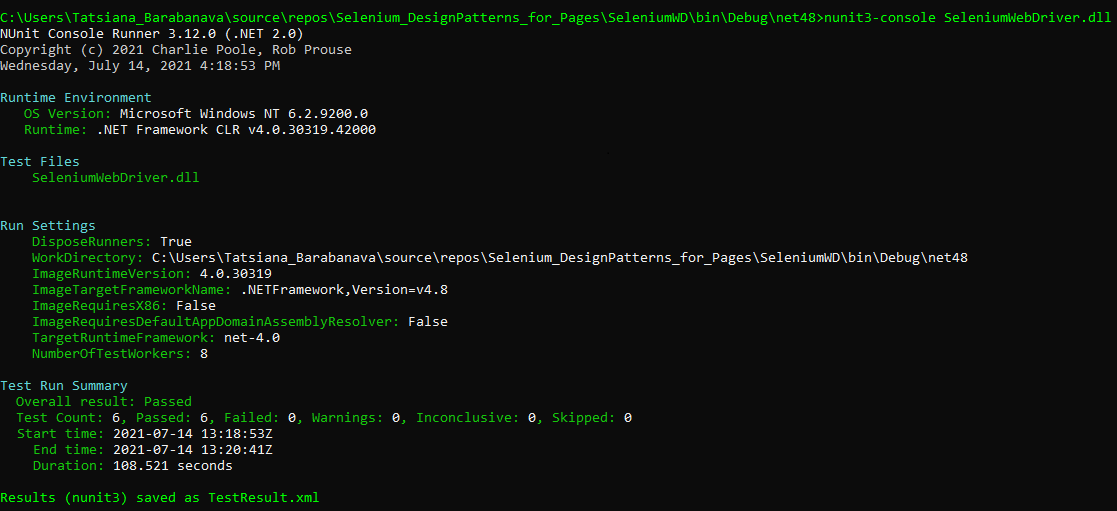 C:\Users\Tatsiana_Barabanava\source\repos\Selenium_DesignPatterns_for_Pages\SeleniumWD\bin\Debug\net48>nunit3-console SeleniumWebDriver.dll
NUnit Console Runner 3.12.0 (.NET 2.0)
Copyright (c) 2021 Charlie Poole, Rob Prouse
Wednesday, July 14, 2021 4:18:53 PM
Runtime Environment
OS Version: Microsoft Windows NT 6.2.9200.0
Runtime: .NET Framework CLR v4.0.30319.42000
Test Files
SeleniumWebDriver.dll
Run Settings
DisposeRunners: True
WorkDirectory: C:\Users\Tatsiana_Barabanava\source\repos\Selenium_DesignPatterns_for_Pages\SeleniumWD\bin\Debug\net48
ImageRuntimeVersion: 4.0.30319
ImageTargetFrameworkName: .NETFramework,Version=v4.8
ImageRequiresX86: False
ImageRequiresDefaultAppDomainAssemblyResolver: False
TargetRuntimeFramework: net-4.0
NumberOfTestWorkers: 8
Test Run Summary
Overall result: Passed
Test Count: 6, Passed: 6, Failed: 0, Warnings: 0, Inconclusive: 0, Skipped: 0
Start time: 2021-07-14 13:18:53Z
End time: 2021-07-14 13:20:41Z
Duration: 108.521 seconds
Results (nunit3) saved as TestResult.xml